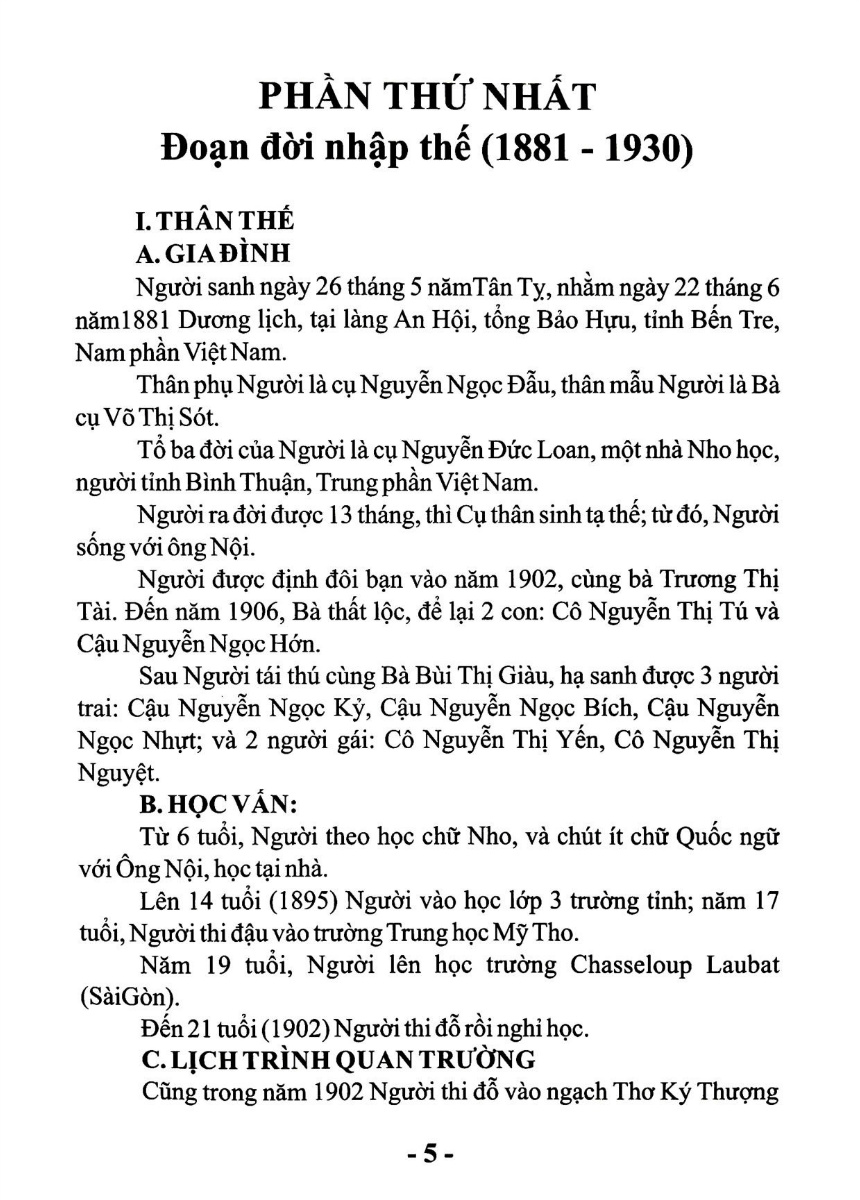 PHẦN THỨ NHẤT
Đoạn đời nhập thế (1881 - 1930)
I. THÂN THẾ
A. GIA ĐÌNH
Người sanh ngày 26 tháng 5 nămTân Tỵ, nhằm ngày 22 tháng 6
năm1881 Dương lịch, tại làng An Hội, tổng Bảo Hựu, tỉnh Bến Tre,
Nam phần Việt Nam.
Thân phụ Người là cụ Nguyễn Ngọc Đẩu, thân mẫu Người là Bà
cụ Võ Thị Sót.
Tổ ba đời của Người là cụ Nguyễn Đức Loan, một nhà Nho học,
người tỉnh Bình Thuận, Trung phần Việt Nam.
Người ra đời được 13 tháng, thì Cụ thân sinh tạ thế; từ đó, Người
sống với ông Nội.
Người được định đôi bạn vào năm 1902, cùng bà Trương Thị
Tài. Đến năm 1906, Bà thất lộc, để lại 2 con: Cô Nguyễn Thị Tú và
Cậu Nguyễn Ngọc Hớn.
Sau Người tái thú cùng Bà Bùi Thị Giàu, hạ sanh được 3 người
trai: Cậu Nguyễn Ngọc Kỷ, Cậu Nguyễn Ngọc Bích, Cậu Nguyễn
Ngọc Nhựt; và 2 người gái: Cô Nguyễn Thị Yến, Cô Nguyễn Thị
Nguyệt.
B. HỌC VẤN:
Từ 6 tuổi, Người theo học chữ Nho, và chút ít chữ Quốc ngữ
với Ông Nội, học tại nhà.
Lên 14 tuổi (1895) Người vào học lớp 3 trường tỉnh; năm 17
tuổi, Người thi đậu vào trường Trung học Mỹ Tho.
Năm 19 tuổi, Người lên học trường Chasseloup Laubat
(SàiGòn).
Đến 21 tuổi (1902) Người thi đỗ rồi nghỉ học.
C. LỊCH TRÌNH QUAN TRƯỜNG
Cũng trong năm 1902 Người thi đỗ vào ngạch Thơ Ký Thượng
- 5 -